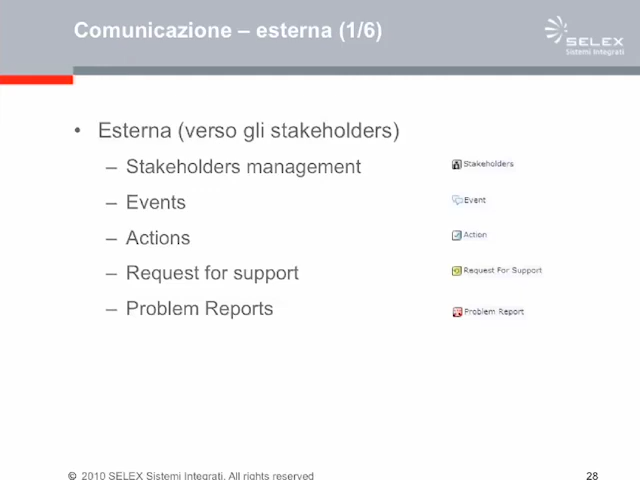 Comunicazione – esterna (1/6)
SELEX
Sistemi Integrati
• Esterna (verso gli stakeholders)
– Stakeholders management
Stakeholders
– Events
Event
– Actions
Action
– Request for support
Request For Support
– Problem Reports
Problem Report
© 2010 SELEX Sistemi Integrati. All rights reserved
28